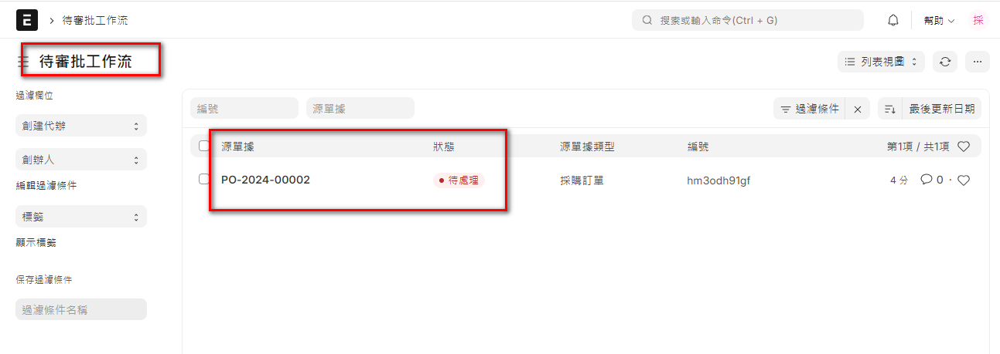 E
待審批工作流
搜索或輸入命令(Ctrl + G)
幫助
採
待審批工作流
列表視圖
過濾欄位
創建代辦
創辦人
編輯過濾條件
標籤
顯示標籤
保存過濾條件
過濾條件名稱
編號 源單據 過濾條件 最後更新日期
源單據 狀態 源單據類型 編號 第1項 / 共1項
PO-2024-00002 待處理 採購訂單 hm3odh91gf 4 分 0 ·